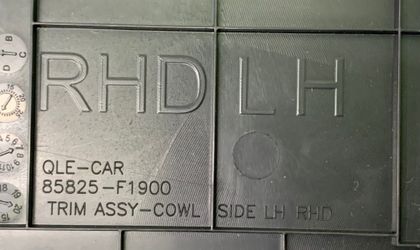 RHD LH
QLE-CAR
85825-F1900
TRIM ASSY-COWL SIDE LH RHD